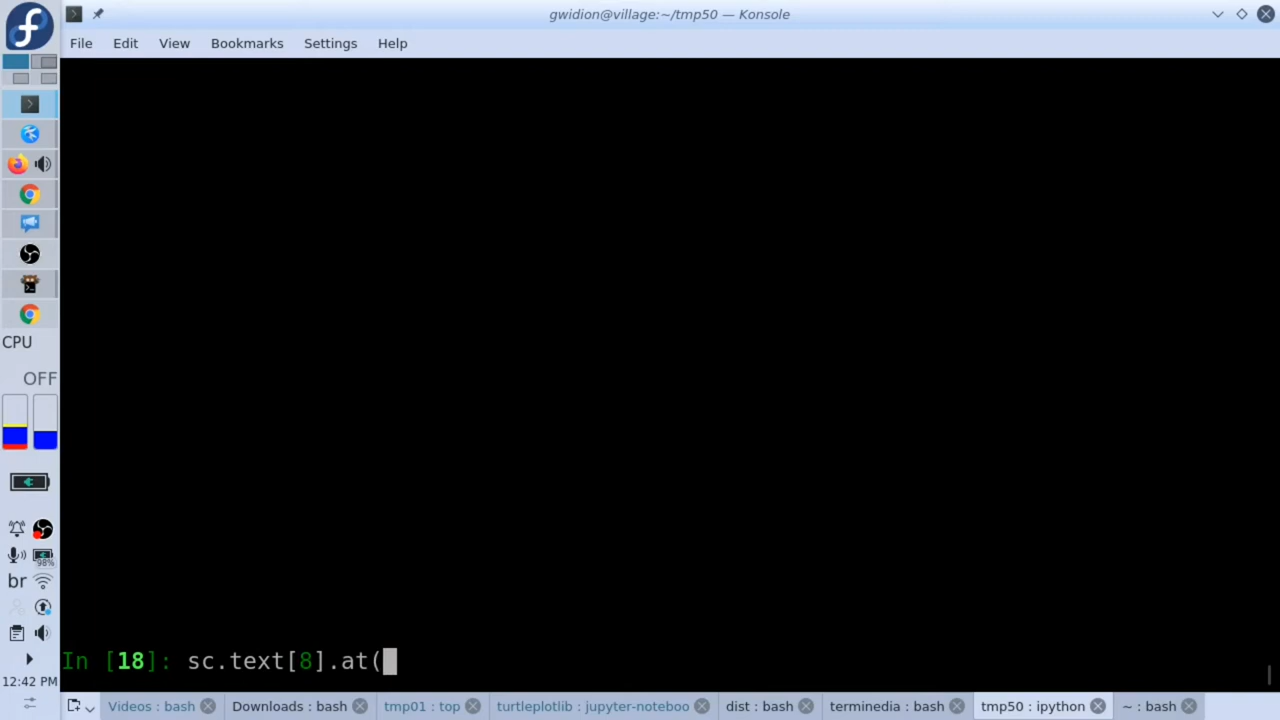 gwidion@village:~/tmp50 — Konsole
File Edit View Bookmarks Settings Help
CPU
OFF
98%
br
12:42 PM
In [18]: sc.text[8].at(
Videos : bash Downloads : bash tmp01 : top turtleplotlib : jupyter-noteboo dist : bash terminedia : bash tmp50 : ipython ~ : bash